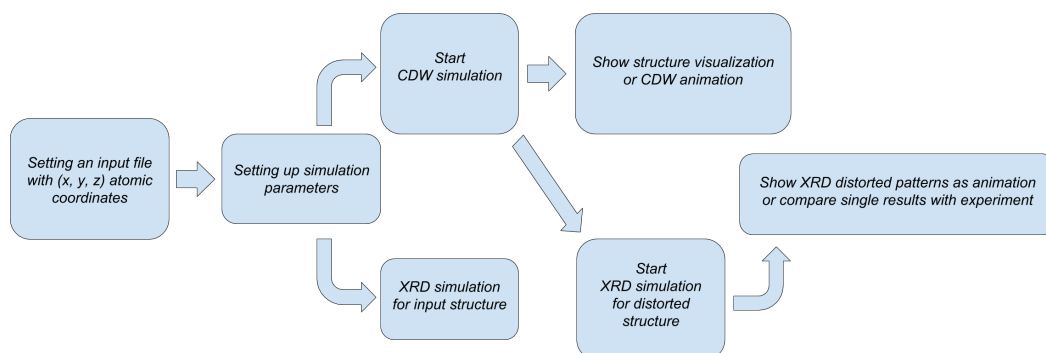 Setting an input file
with (x, y, z) atomic
coordinates
Setting up simulation
parameters
Start
CDW simulation
Show structure visualization
or CDW animation
XRD simulation
for input structure
Start
XRD simulation
for distorted
structure
Show XRD distorted patterns as animation
or compare single results with experiment